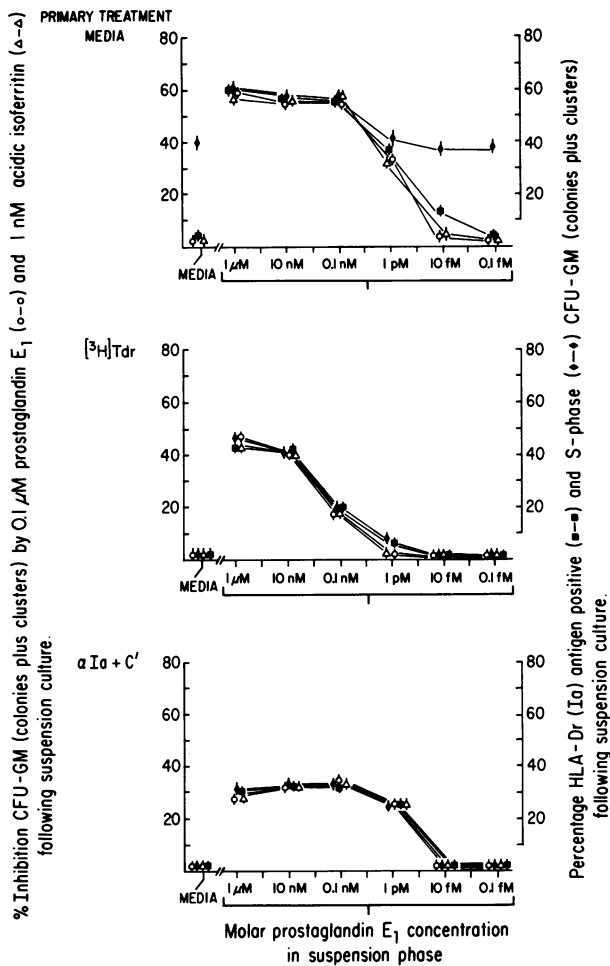 PRIMARY TREATMENT
MEDIA
80
60
40
20
80
60
40
20
MEDIA
1 μM
10 nM
0.1 nM
1 pM
10 fM
0.1 fM
[³H]Tdr
80
60
40
20
80
60
40
20
MEDIA
1 μM
10 nM
0.1 nM
1 pM
10 fM
0.1 fM
α Ia + C'
80
60
40
20
80
60
40
20
MEDIA
1 μM
10 nM
0.1 nM
1 pM
10 fM
0.1 fM
Molar prostaglandin E₁ concentration
in suspension phase
% Inhibition CFU-GM (colonies plus clusters) by 0.1 μM prostaglandin E₁ (o–o) and 1 nM acidic isoferritin (△–△)
following suspension culture.
Percentage HLA-Dr (Ia) antigen positive (■–■) and S-phase (♦–♦) CFU-GM (colonies plus clusters)
following suspension culture.